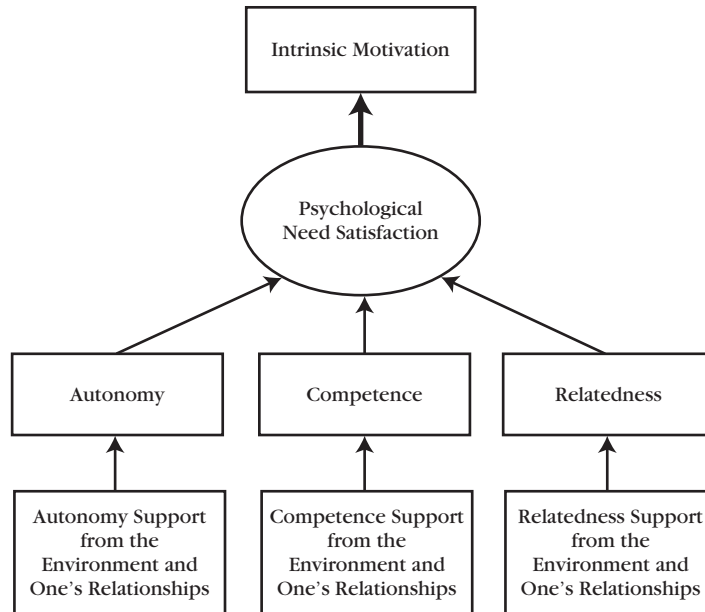 Intrinsic Motivation
Psychological
Need Satisfaction
Autonomy
Competence
Relatedness
Autonomy Support
from the
Environment and
One's Relationships
Competence Support
from the
Environment and
One's Relationships
Relatedness Support
from the
Environment and
One's Relationships